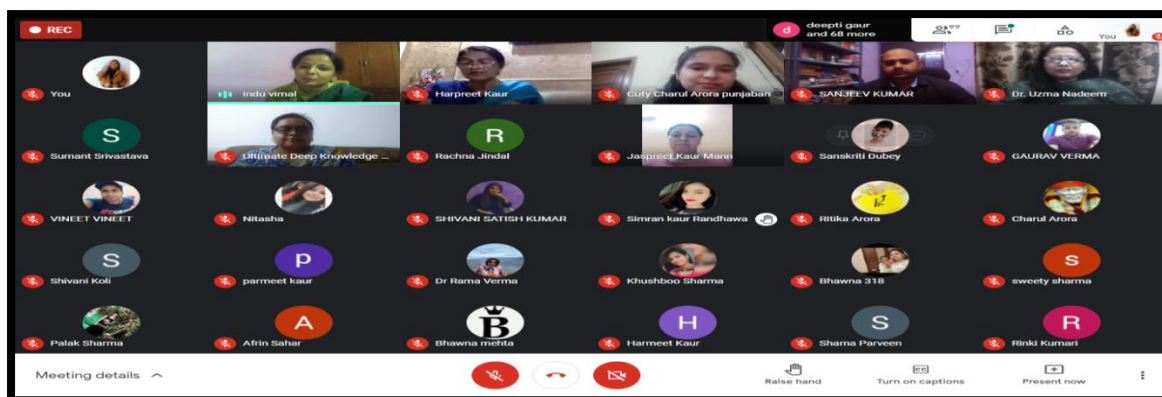 REC
d
deepti gaur
and 68 more
99
You
You
indu vimal
Harpreet Kaur
Cuty Charul Arora punjaban
SANJEEV KUMAR
Dr. Uzma Nadeem
S
Sumant Srivastava
Ultimate Deep Knowledge ...
R
Rachna Jindal
Jaspreet Kaur Mann
Sanskriti Dubey
GAURAV VERMA
VINEET VINEET
Nitasha
SHIVANI SATISH KUMAR
Simran kaur Randhawa
Ritika Arora
Charul Arora
S
Shivani Koli
p
parmeet kaur
Dr Rama Verma
Khushboo Sharma
Bhawna 318
s
sweety sharma
Palak Sharma
A
Afrin Sahar
B
Bhawna mehta
H
Harmeet Kaur
S
Shama Parveen
R
Rinki Kumari
Meeting details
Raise hand
CC
Turn on captions
Present now